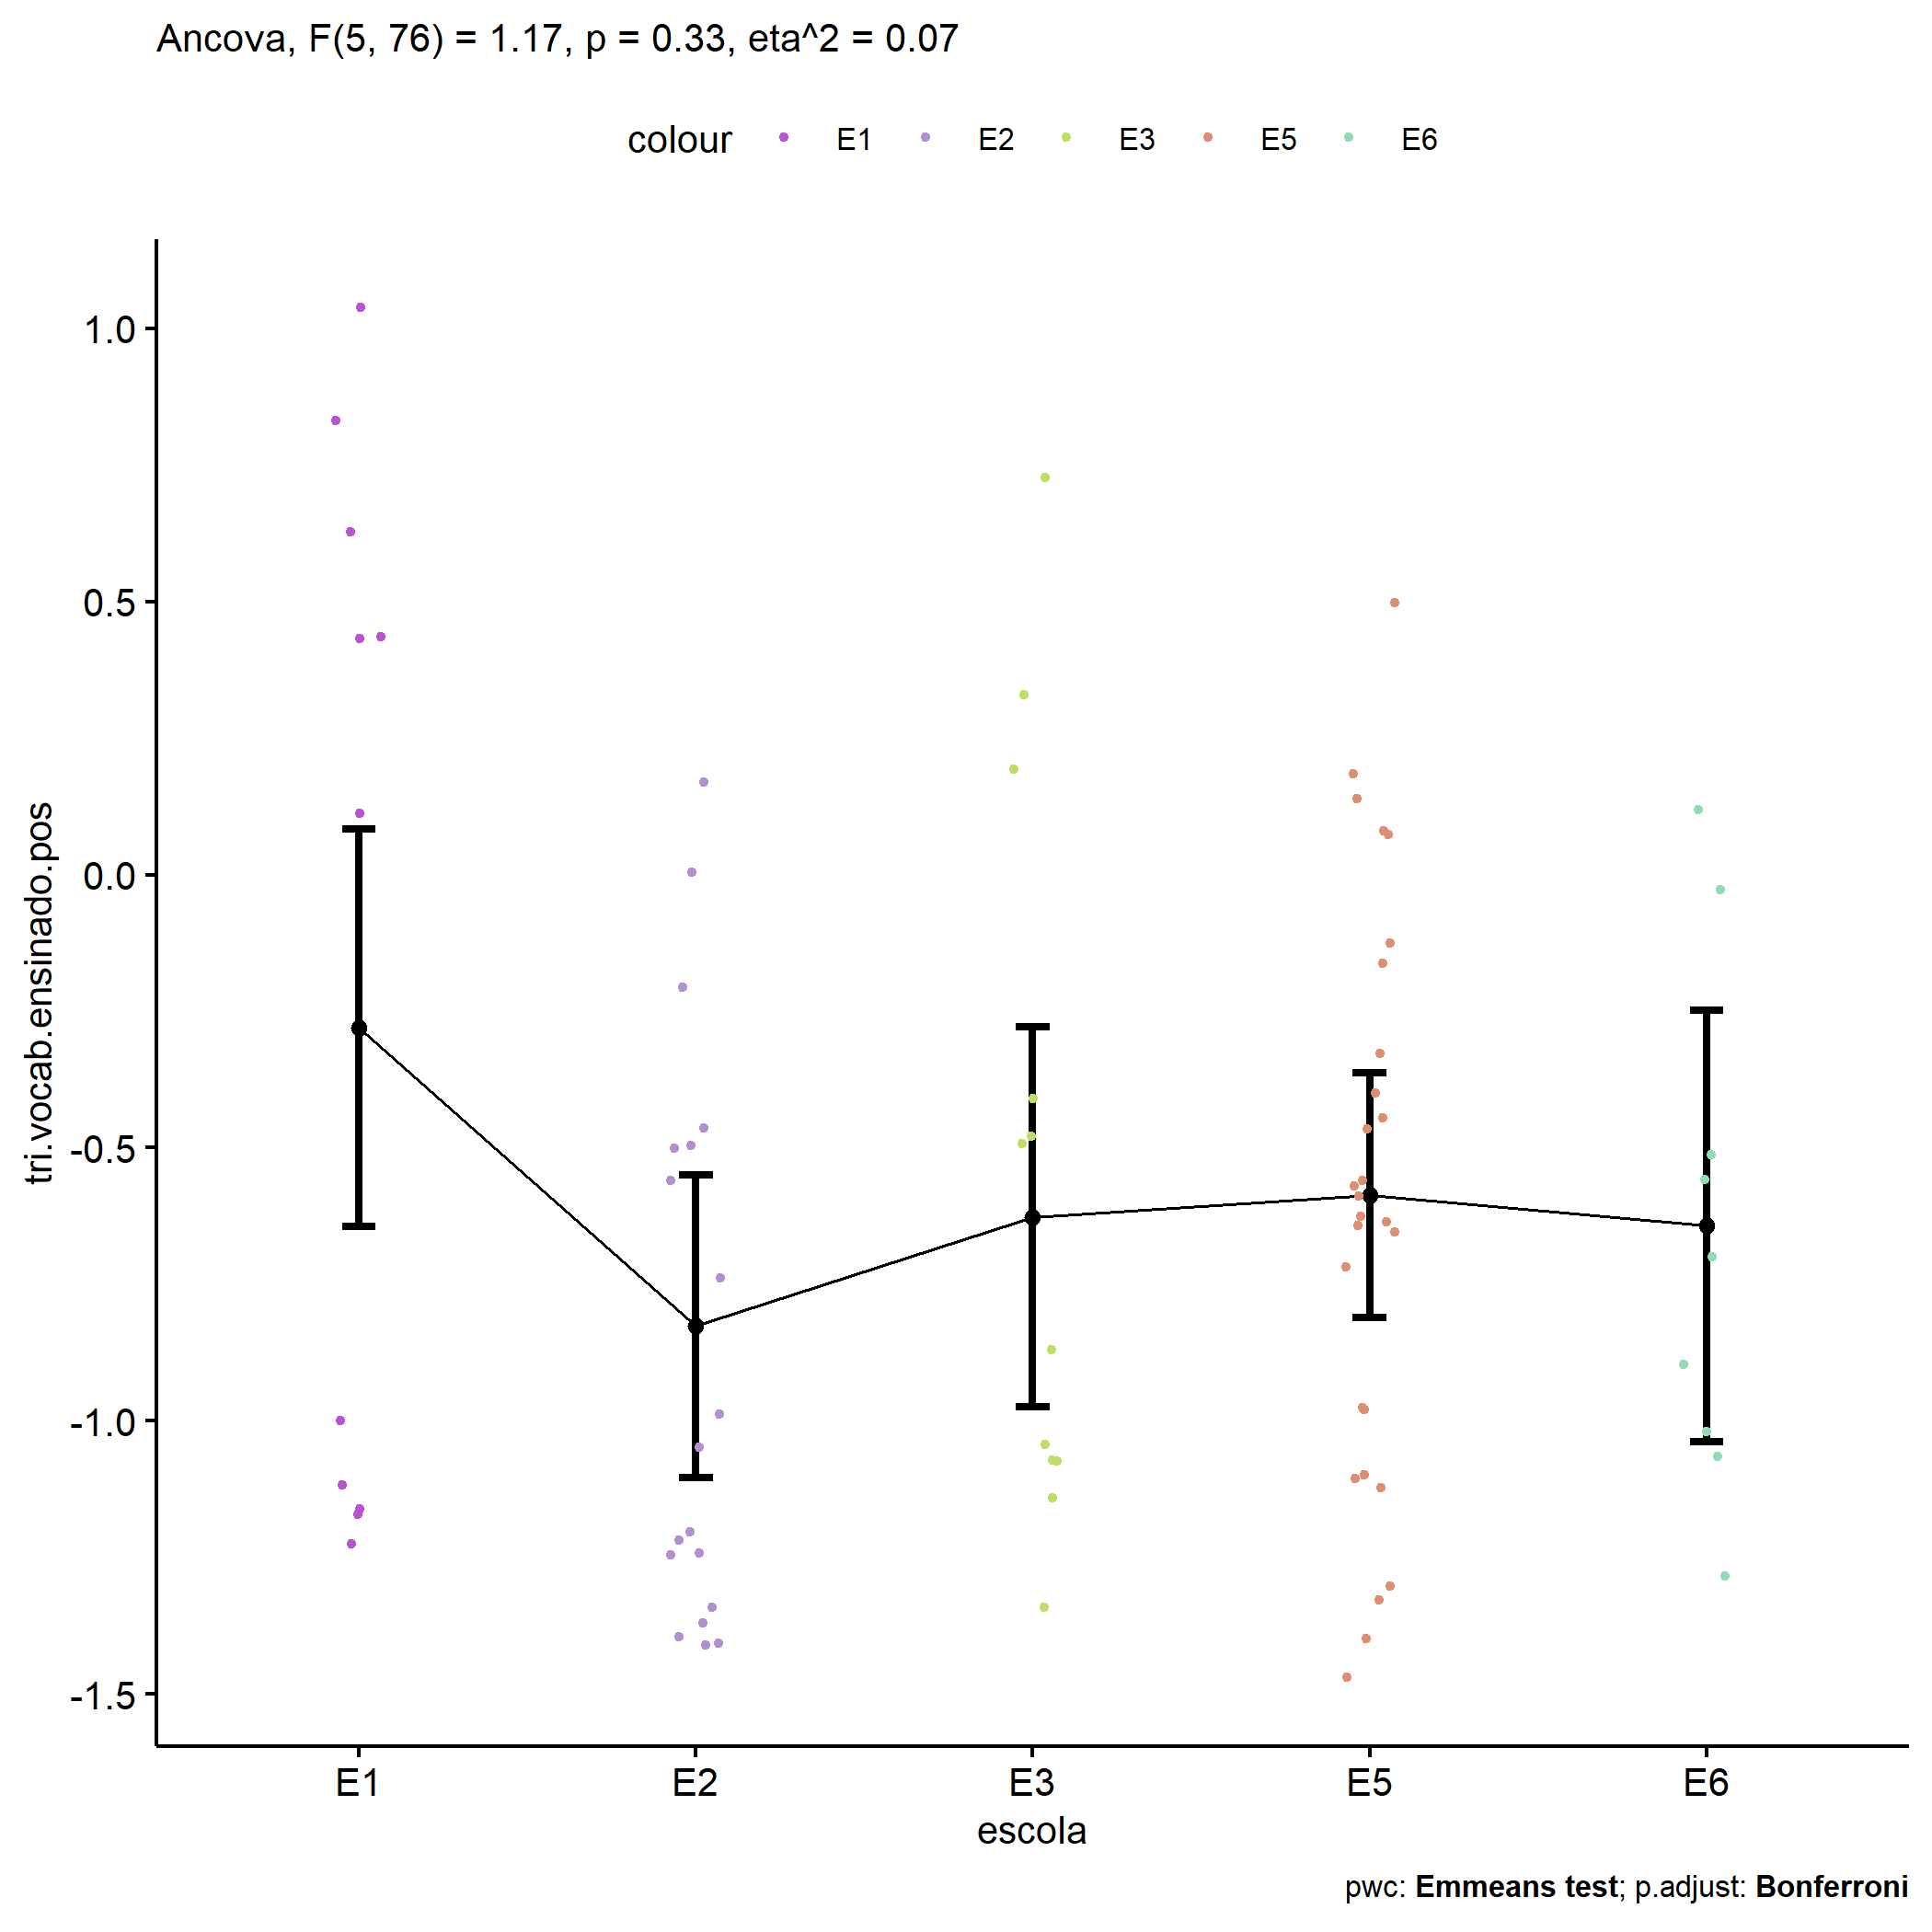 Ancova, F(5, 76) = 1.17, p = 0.33, eta^2 = 0.07
colour E1 E2 E3 E5 E6
1.0
0.5
0.0
-0.5
-1.0
-1.5
tri.vocab.ensinado.pos
E1 E2 E3 E5 E6
escola
pwc: Emmeans test; p.adjust: Bonferroni